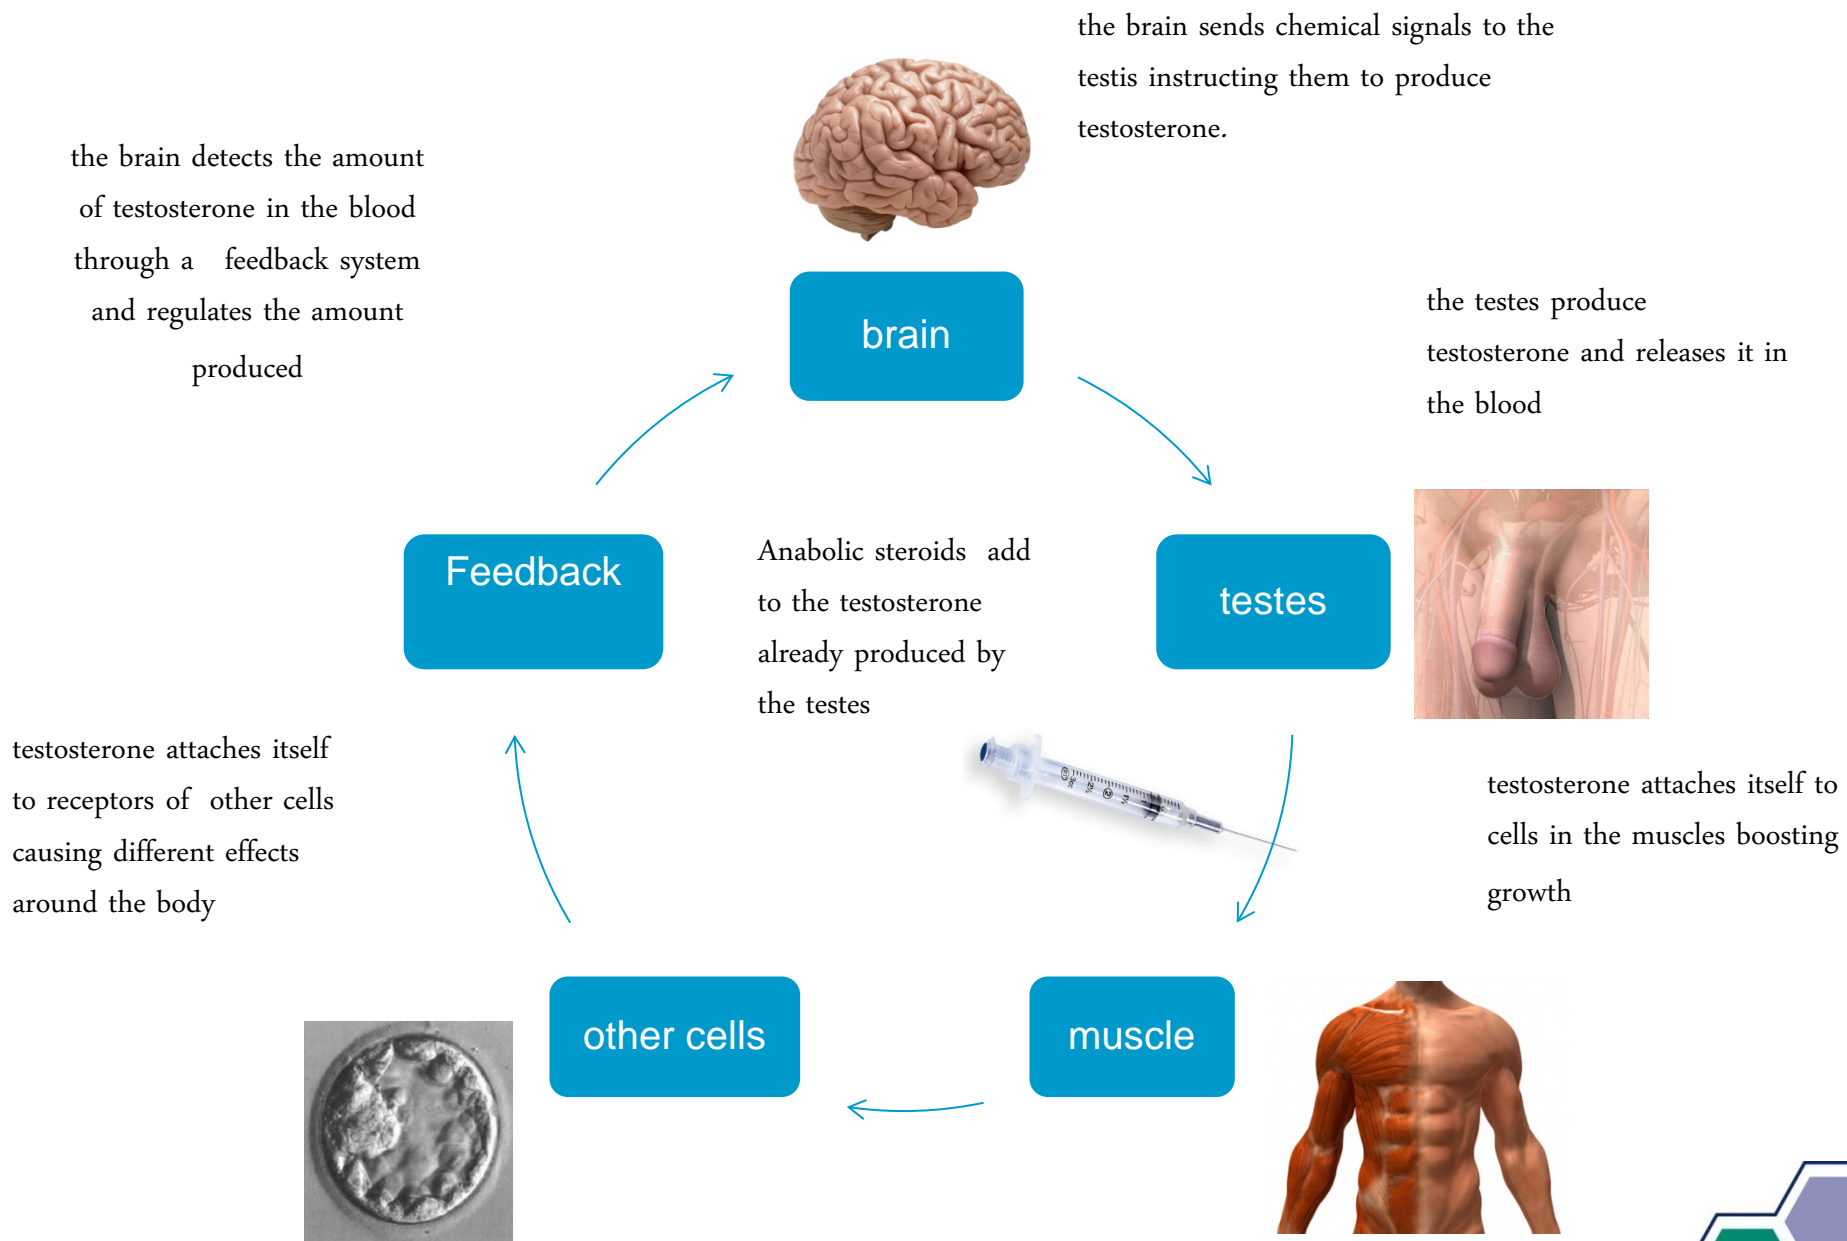 the brain sends chemical signals to the
testis instructing them to produce
testosterone.
the brain detects the amount
of testosterone in the blood
through a feedback system
and regulates the amount
produced
brain
the testes produce
testosterone and releases it in
the blood
Feedback
Anabolic steroids add
to the testosterone
already produced by
the testes
testes
testosterone attaches itself
to receptors of other cells
causing different effects
around the body
testosterone attaches itself to
cells in the muscles boosting
growth
other cells
muscle